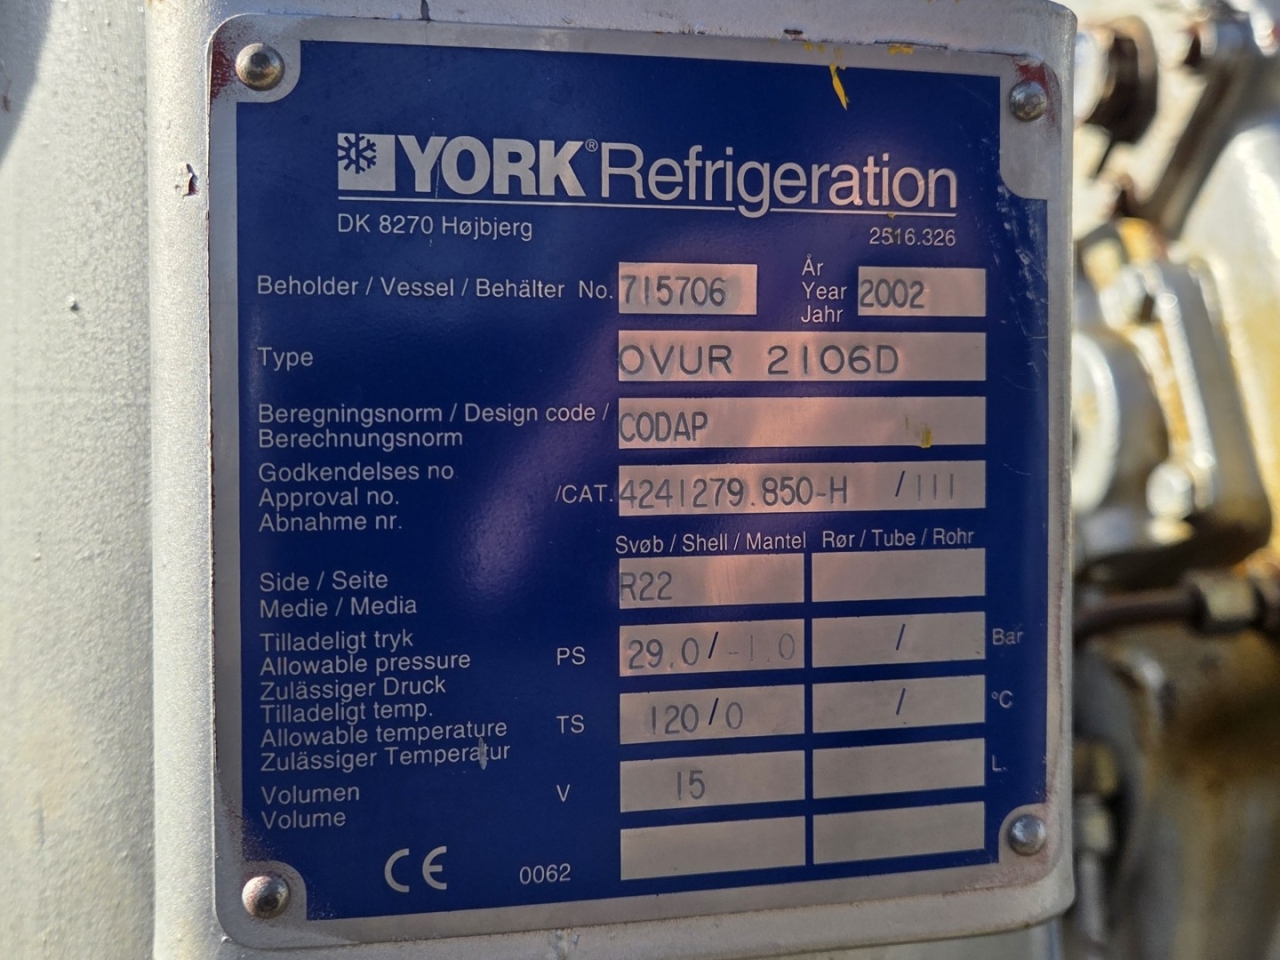 YORK® Refrigeration
DK 8270 Højbjerg 2516.326
Beholder / Vessel / Behälter No. 715706 År Year Jahr 2002
Type OVUR 2106D
Beregningsnorm / Design code /
Berechnungsnorm CODAP
Godkendelses no
Approval no. /CAT. 4241279.850-H / III
Abnahme nr.
Svøb / Shell / Mantel Rør / Tube / Rohr
Side / Seite
Medie / Media R22
Tilladeligt tryk
Allowable pressure PS 29.0 / -1.0 / Bar
Zulässiger Druck
Tilladeligt temp.
Allowable temperature TS 120 / 0 / °C
Zulässiger Temperatur
Volumen V 15 L.
Volume
CE 0062